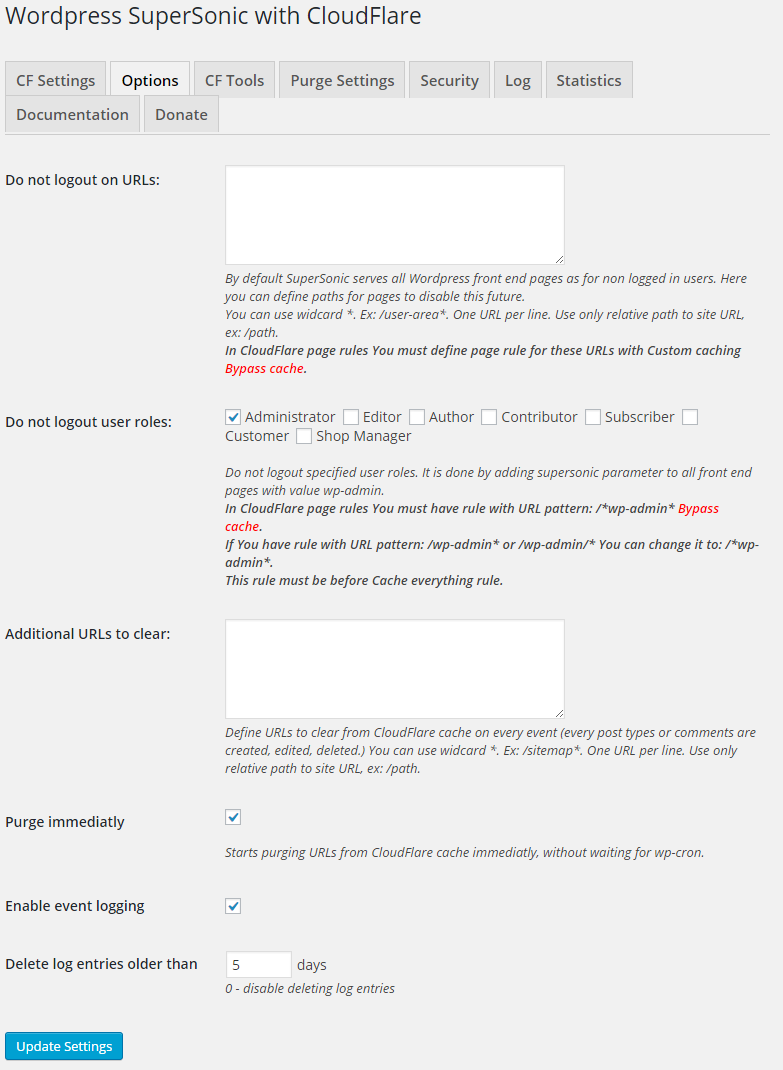 Wordpress SuperSonic with CloudFlare
CF Settings Options CF Tools Purge Settings Security Log Statistics
Documentation Donate
Do not logout on URLs:
By default SuperSonic serves all Wordpress front end pages as for non logged in users. Here
you can define paths for pages to disable this future.
You can use widcard *. Ex: /user-area*. One URL per line. Use only relative path to site URL,
ex: /path.
In CloudFlare page rules You must define page rule for these URLs with Custom caching
Bypass cache.
Do not logout user roles:
Administrator Editor Author Contributor Subscriber
Customer Shop Manager
Do not logout specified user roles. It is done by adding supersonic parameter to all front end
pages with value wp-admin.
In CloudFlare page rules You must have rule with URL pattern: /*wp-admin* Bypass
cache.
If You have rule with URL pattern: /wp-admin* or /wp-admin/* You can change it to: /*wp-
admin*.
This rule must be before Cache everything rule.
Additional URLs to clear:
Define URLs to clear from CloudFlare cache on every event (every post types or comments are
created, edited, deleted.) You can use widcard *. Ex: /sitemap*. One URL per line. Use only
relative path to site URL, ex: /path.
Purge immediatly
Starts purging URLs from CloudFlare cache immediatly, without waiting for wp-cron.
Enable event logging
Delete log entries older than 5 days
0 - disable deleting log entries
Update Settings